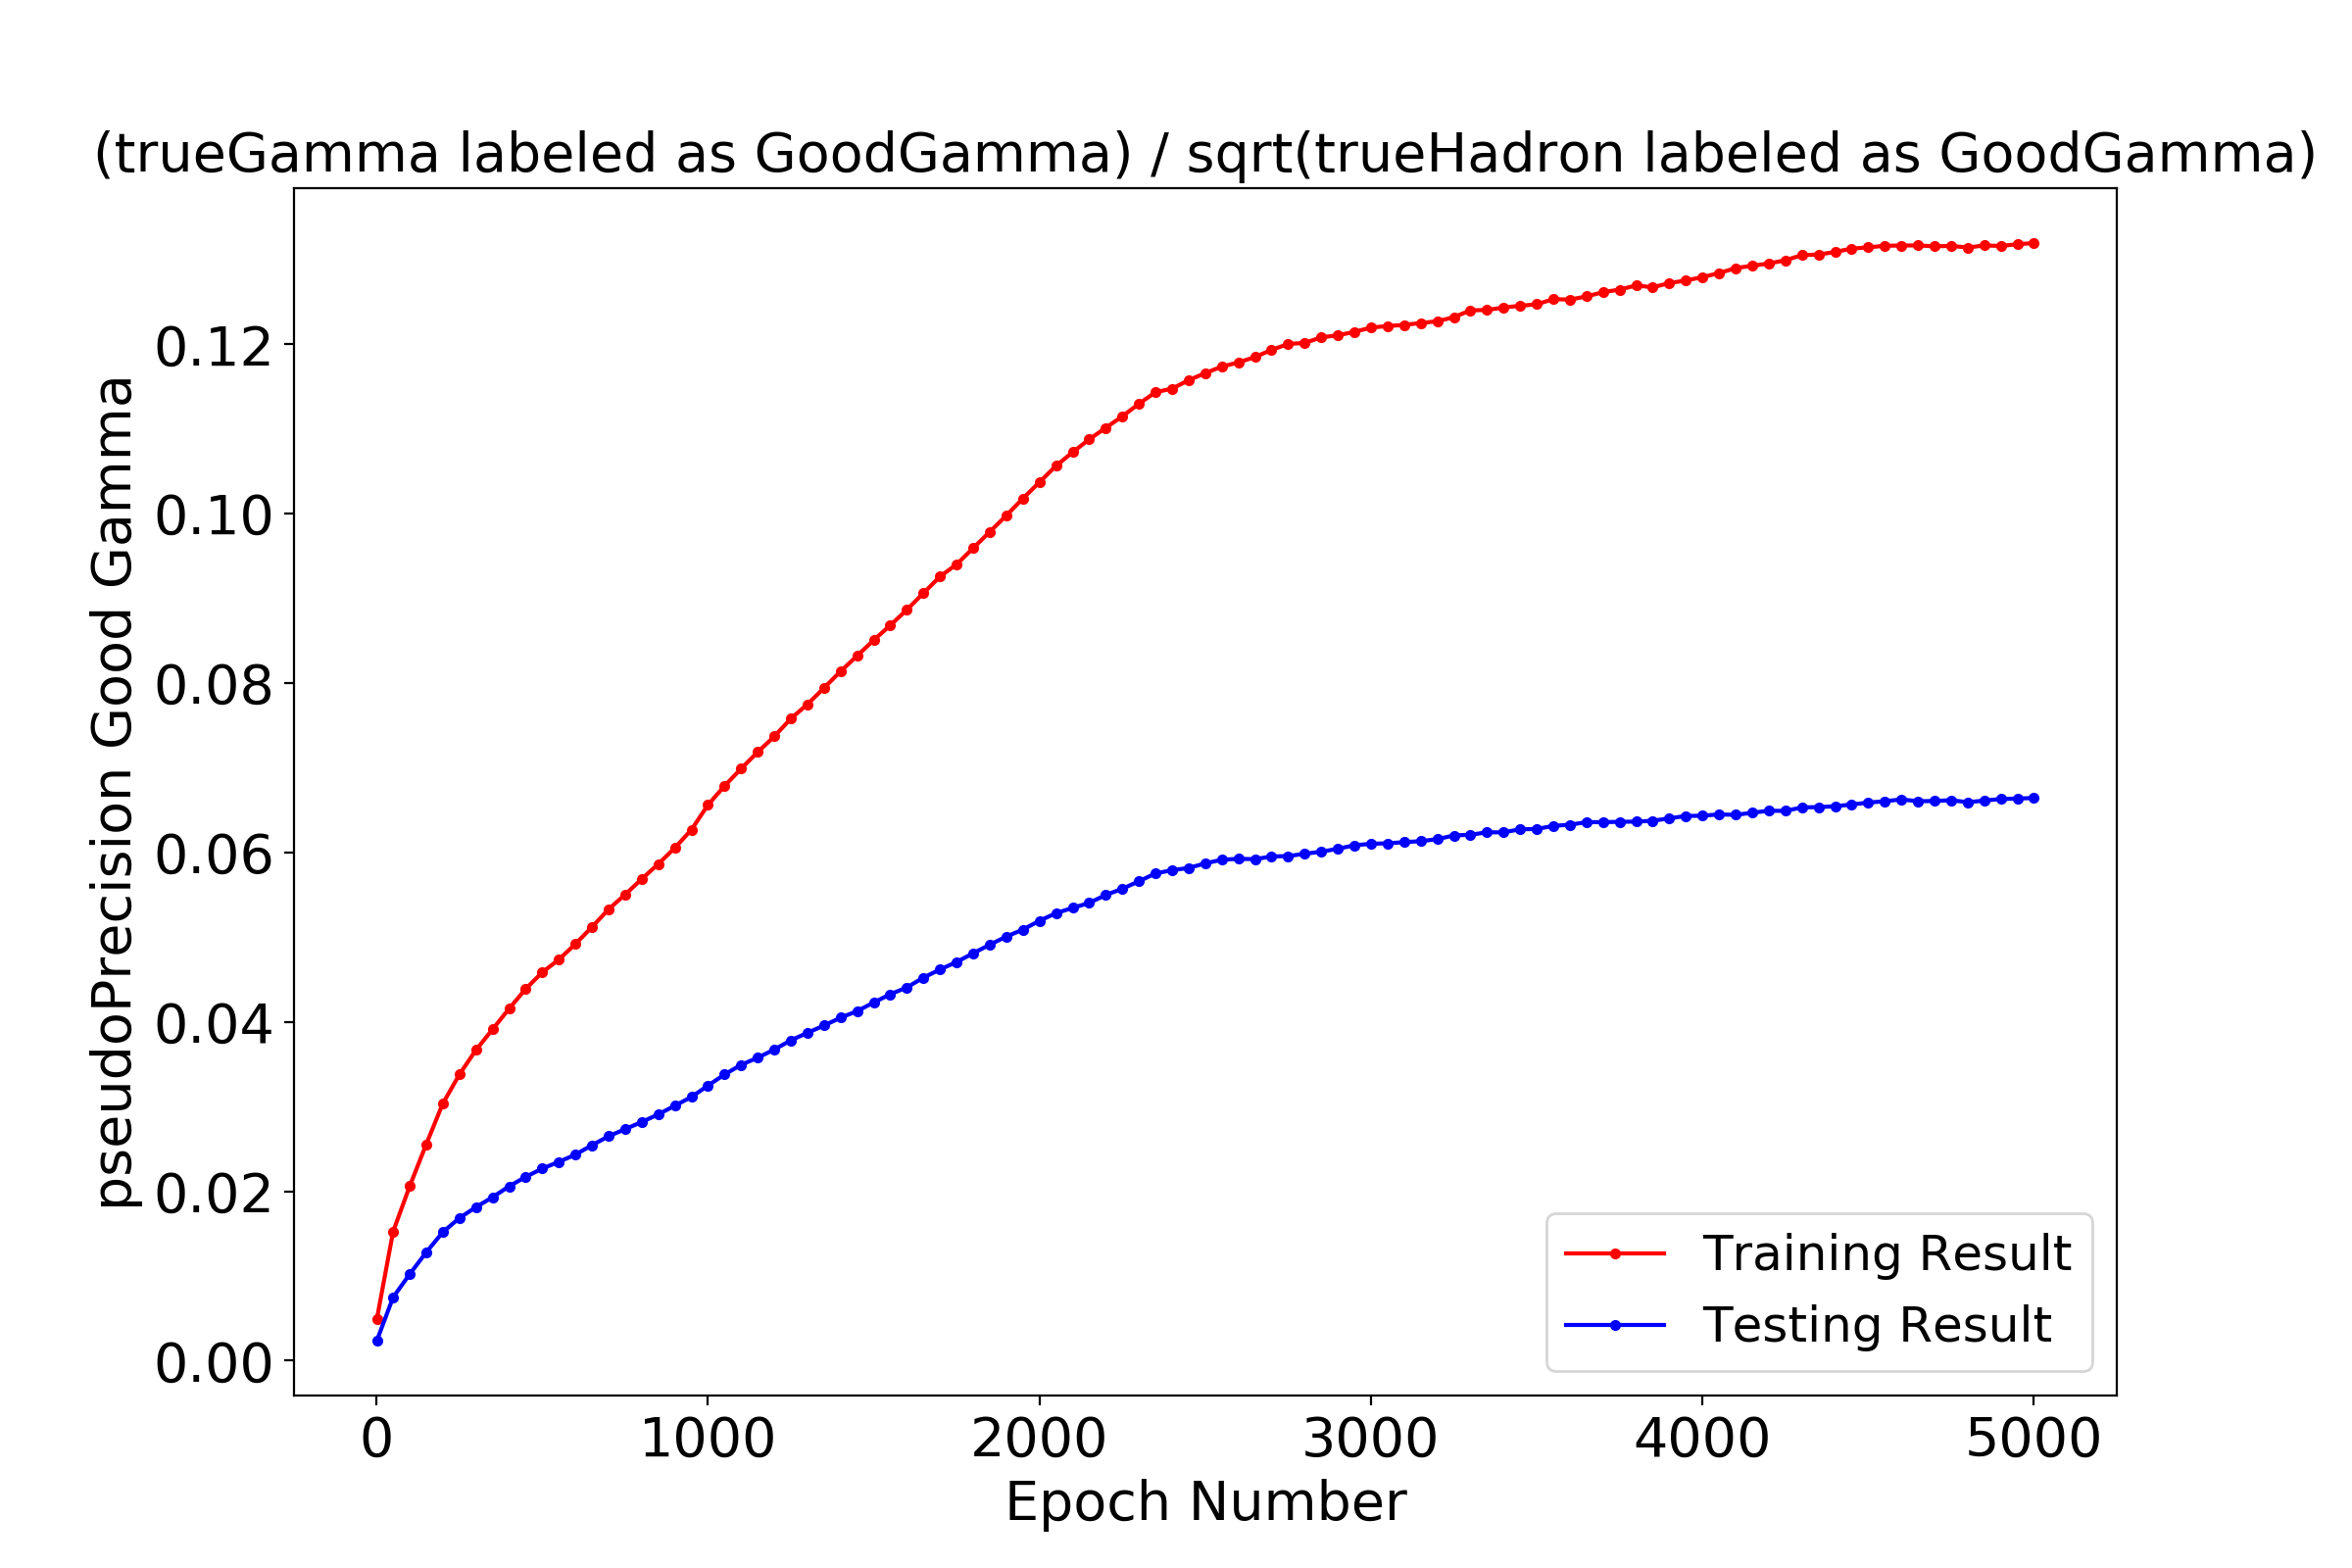 (trueGamma labeled as GoodGamma) / sqrt(trueHadron labeled as GoodGamma)
pseudoPrecision Good Gamma
0.12
0.10
0.08
0.06
0.04
0.02
0.00
Training Result
Testing Result
0 1000 2000 3000 4000 5000
Epoch Number